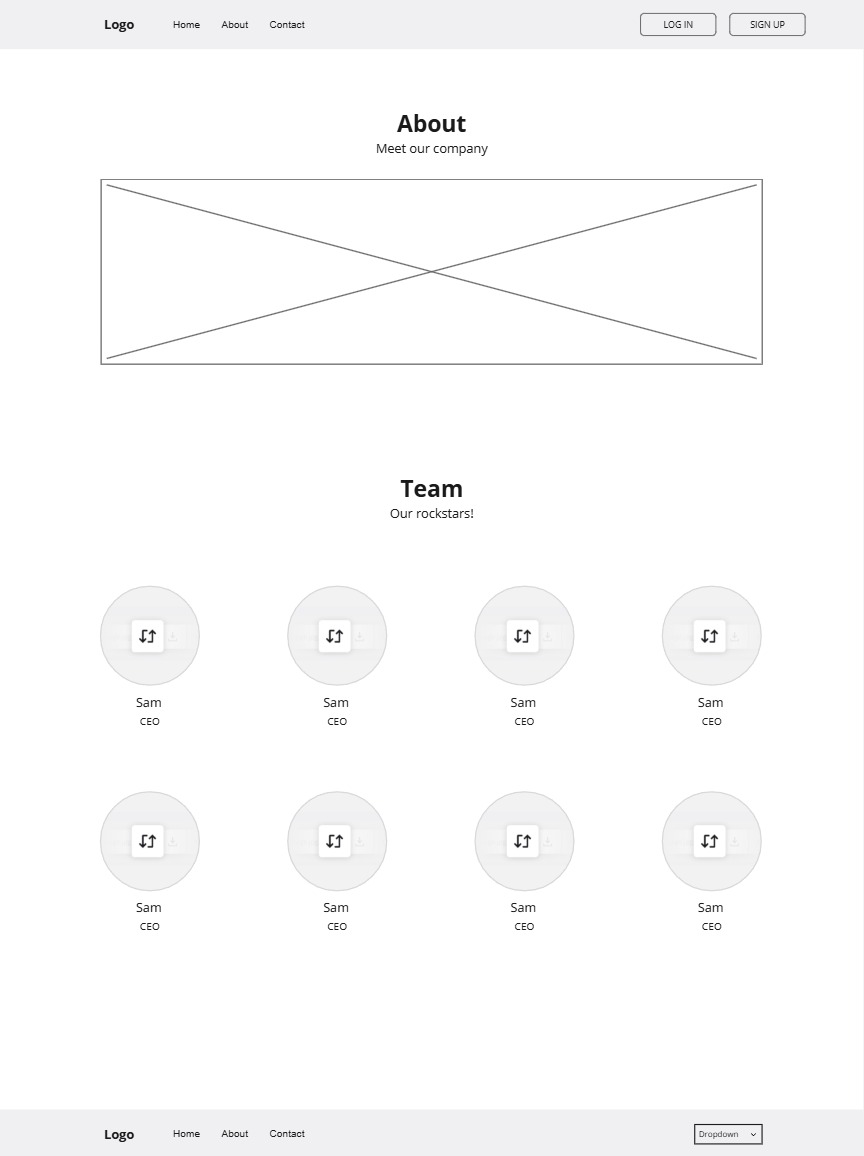 Logo Home About Contact LOG IN SIGN UP
About
Meet our company
Team
Our rockstars!
Sam Sam Sam Sam
CEO CEO CEO CEO
Sam Sam Sam Sam
CEO CEO CEO CEO
Logo Home About Contact Dropdown